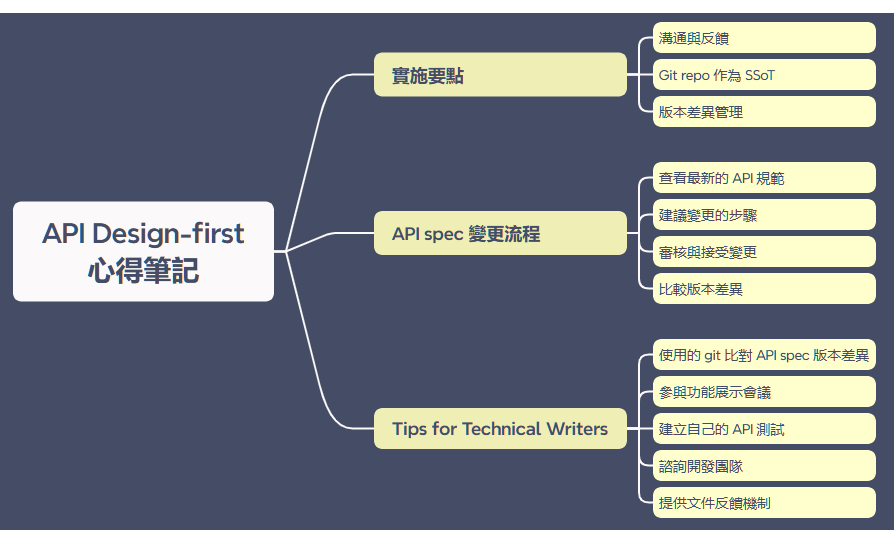 API Design-first
心得筆記
實施要點
溝通與反饋
Git repo 作為 SSoT
版本差異管理
API spec 變更流程
查看最新的 API 規範
建議變更的步驟
審核與接受變更
比較版本差異
Tips for Technical Writers
使用的 git 比對 API spec 版本差異
參與功能展示會議
建立自己的 API 測試
諮詢開發團隊
提供文件反饋機制